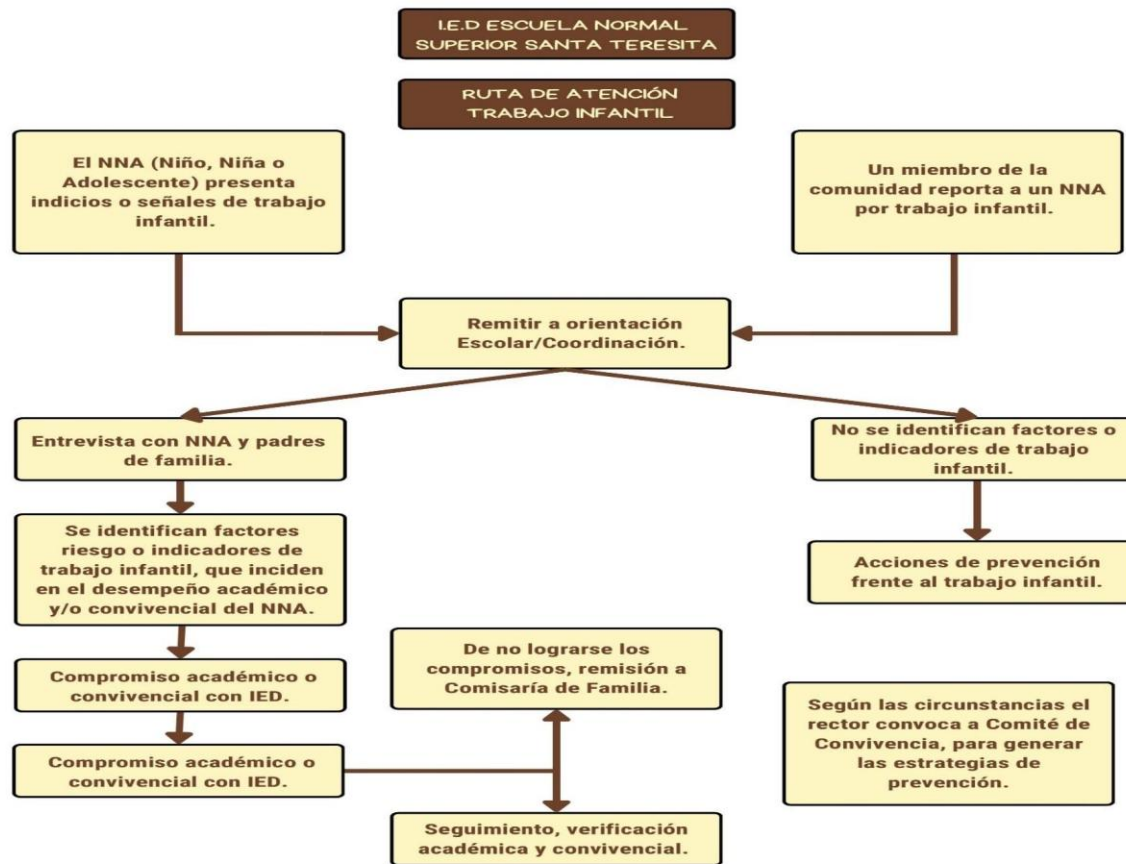 I.E.D ESCUELA NORMAL
SUPERIOR SANTA TERESITA
RUTA DE ATENCIÓN
TRABAJO INFANTIL
El NNA (Niño, Niña o
Adolescente) presenta
indicios o señales de trabajo
infantil.
Un miembro de la
comunidad reporta a un NNA
por trabajo infantil.
Remitir a orientación
Escolar/Coordinación.
Entrevista con NNA y padres
de familia.
No se identifican factores o
indicadores de trabajo
infantil.
Se identifican factores
riesgo o indicadores de
trabajo infantil, que inciden
en el desempeño académico
y/o convivencial del NNA.
Acciones de prevención
frente al trabajo infantil.
De no lograrse los
compromisos, remisión a
Comisaría de Familia.
Compromiso académico o
convivencial con IED.
Según las circunstancias el
rector convoca a Comité de
Convivencia, para generar
las estrategias de
prevención.
Compromiso académico o
convivencial con IED.
Seguimiento, verificación
académica y convivencial.